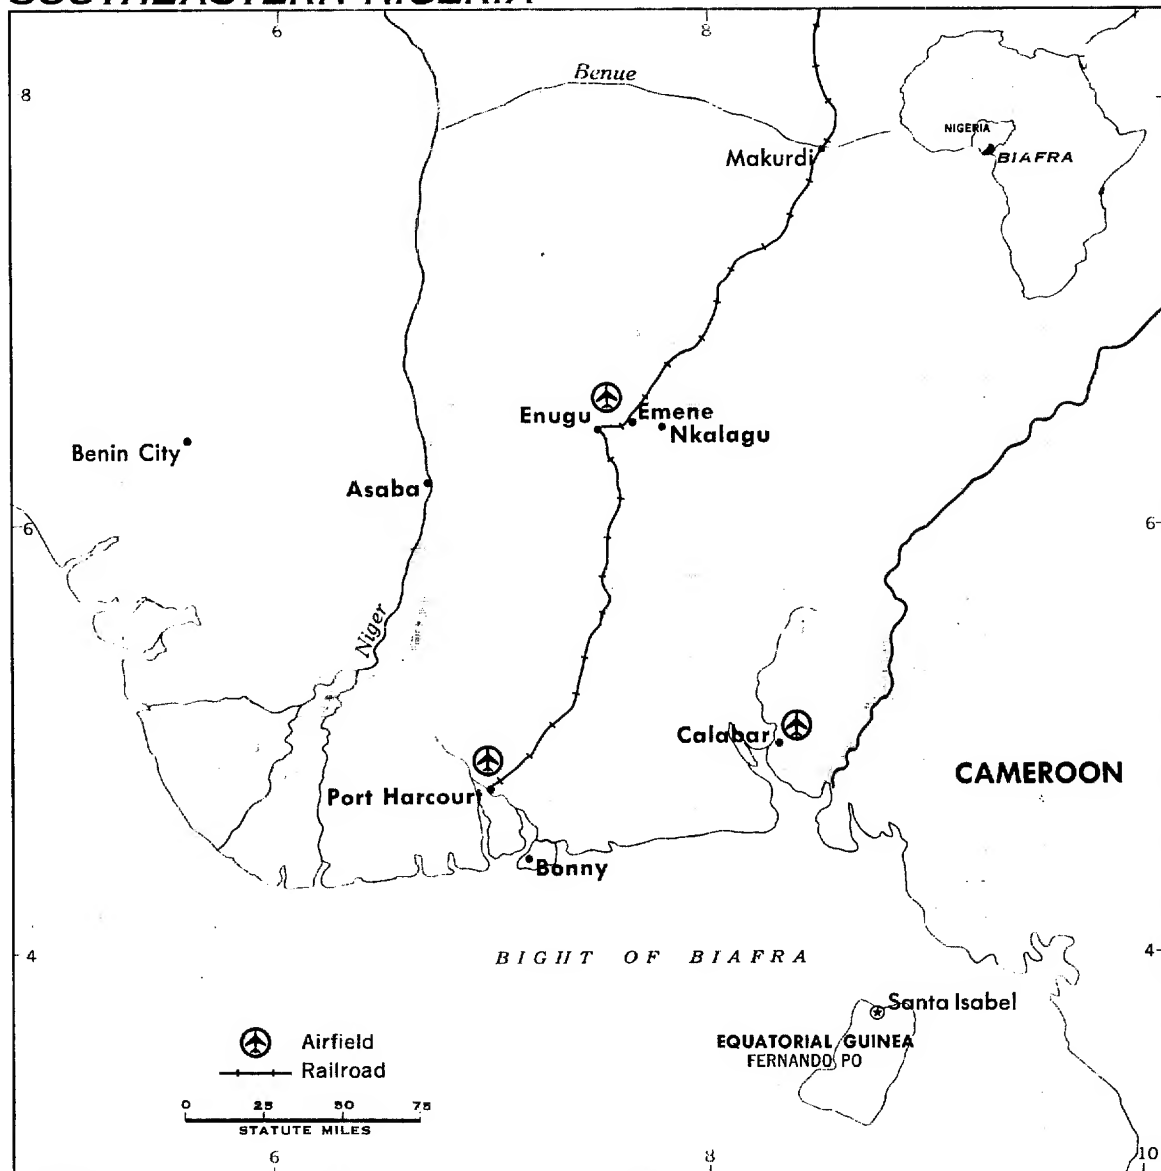 SOUTHEASTERN NIGERIA
6
8
8
Benue
NIGERIA
BIAFRA
Makurdi
Enugu
Emene
Nkalagu
Benin City
Asaba
6
6
Niger
Calabar
CAMEROON
Port Harcourt
Bonny
4
BIGHT OF BIAFRA
4
Santa Isabel
EQUATORIAL GUINEA
FERNANDO PO
Airfield
Railroad
0 25 50 75
STATUTE MILES
6
8
10